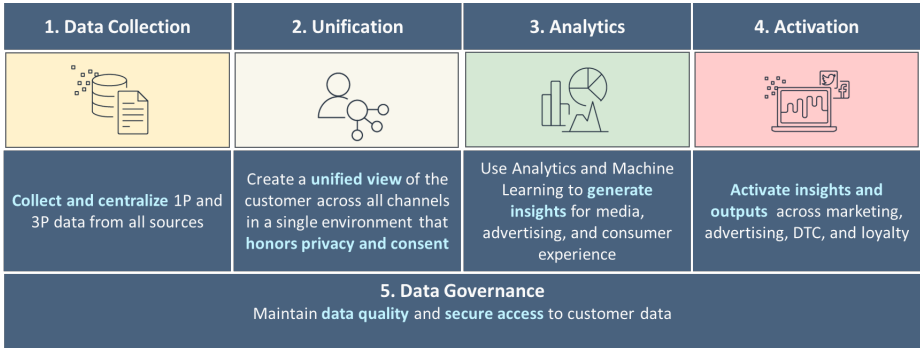 1. Data Collection
2. Unification
3. Analytics
4. Activation
Collect and centralize 1P and
3P data from all sources
Create a unified view of the
customer across all channels
in a single environment that
honors privacy and consent
Use Analytics and Machine
Learning to generate
insights for media,
advertising, and consumer
experience
Activate insights and
outputs across marketing,
advertising, DTC, and loyalty
5. Data Governance
Maintain data quality and secure access to customer data